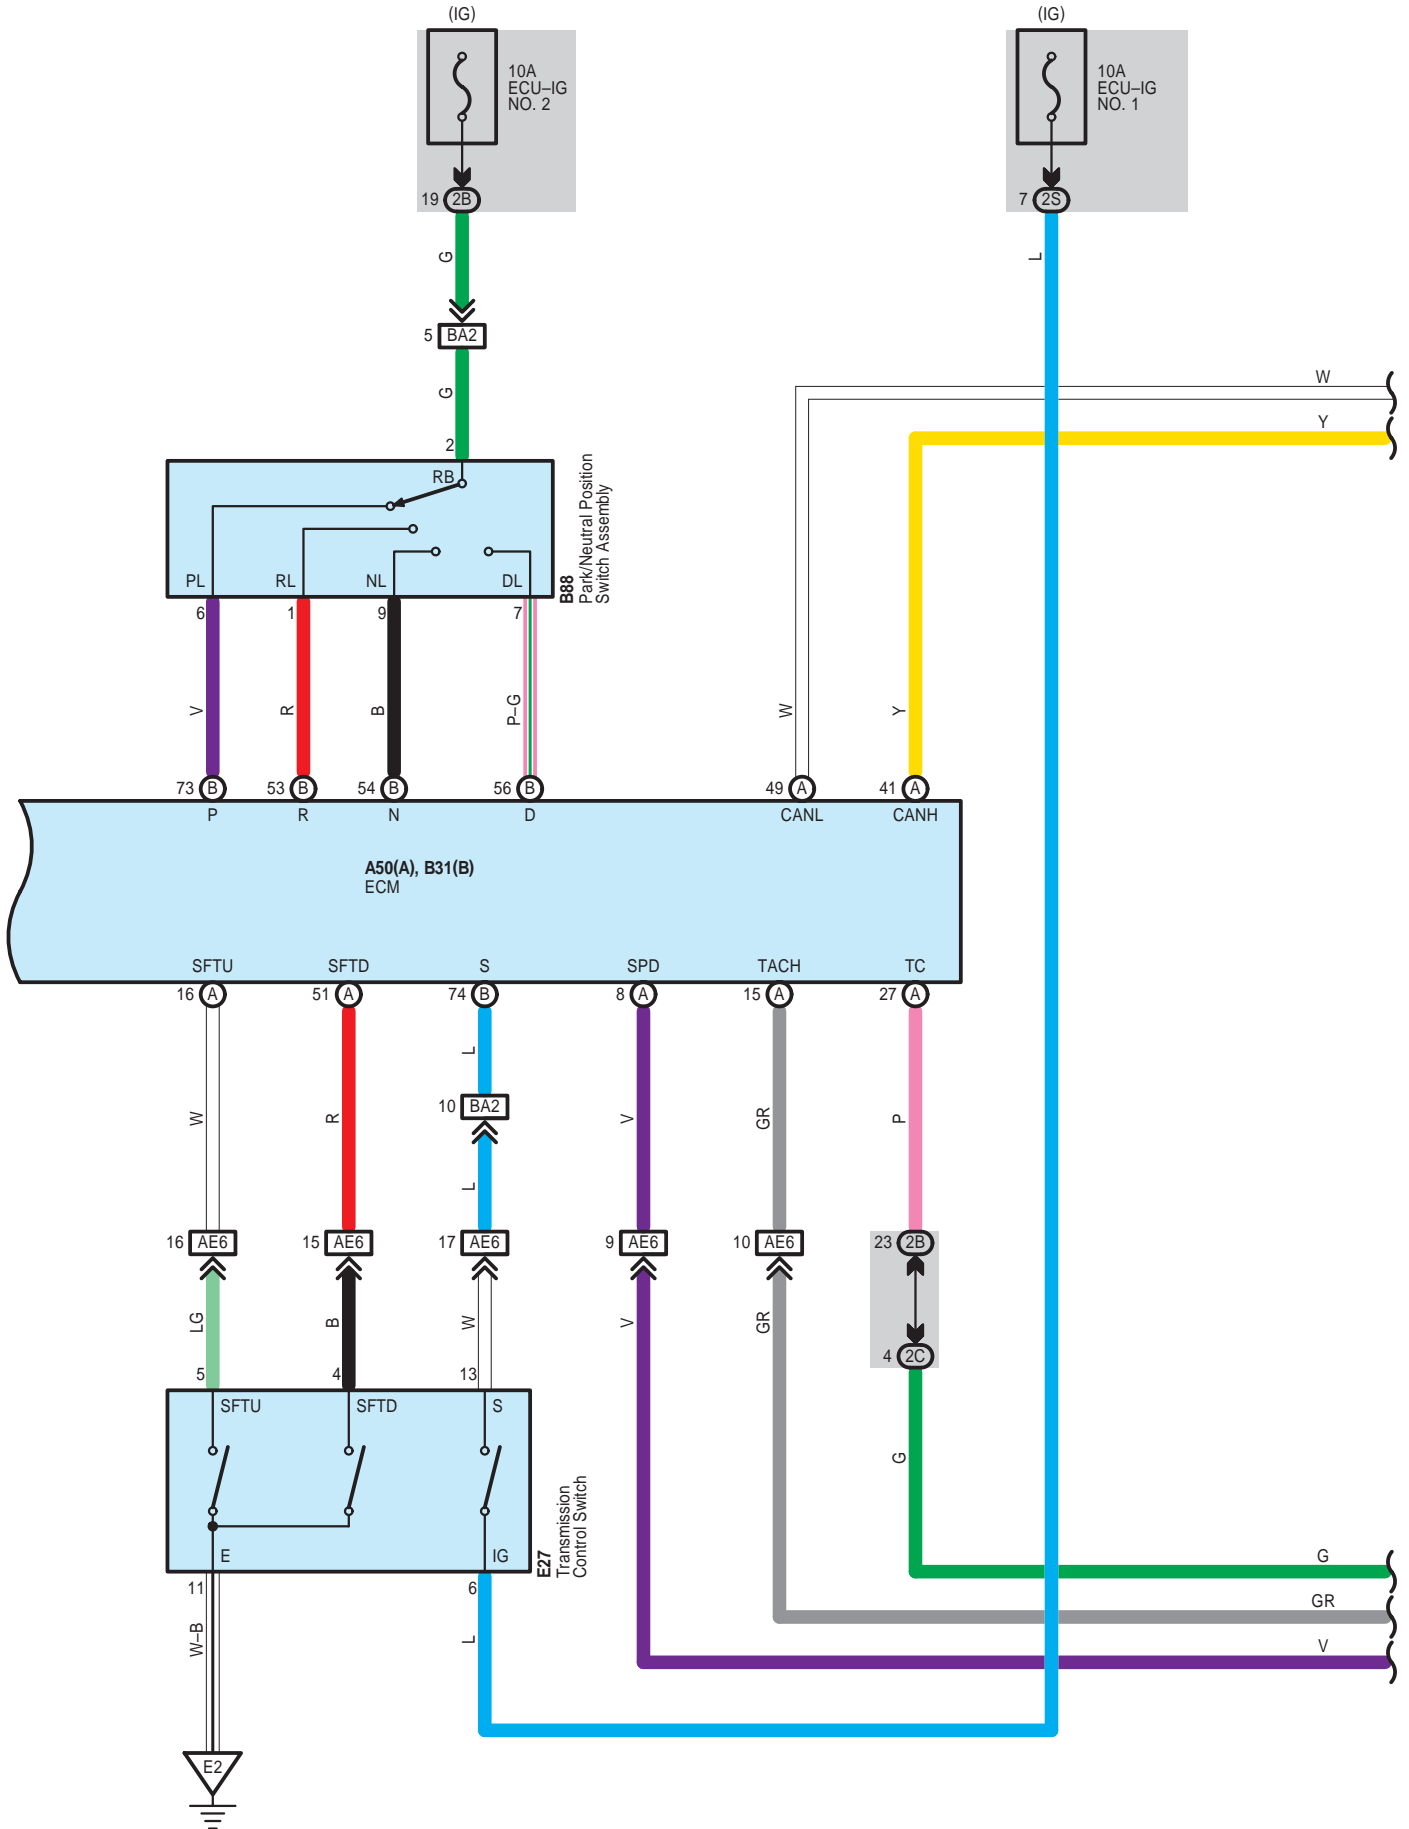 (IG)
(IG)
10A
ECU–IG
NO. 2
10A
ECU–IG
NO. 1
19 2B
7 2S
G
L
5 BA2
G
W
Y
2
RB
PL RL NL DL
B88
Park/Neutral Position
Switch Assembly
6 1 9 7
V R B P–G W Y
73 B 53 B 54 B 56 B 49 A 41 A
P R N D CANL CANH
A50(A), B31(B)
ECM
SFTU SFTD S SPD TACH TC
16 A 51 A 74 B 8 A 15 A 27 A
L
10 BA2
W R V GR P
L
16 AE6 15 AE6 17 AE6 9 AE6 10 AE6 23 2B
LG B W V GR
4 2C
5 4 13
SFTU SFTD S
G
E27
Transmission
Control Switch
E IG
G
11 6
GR
W–B L
V
E2